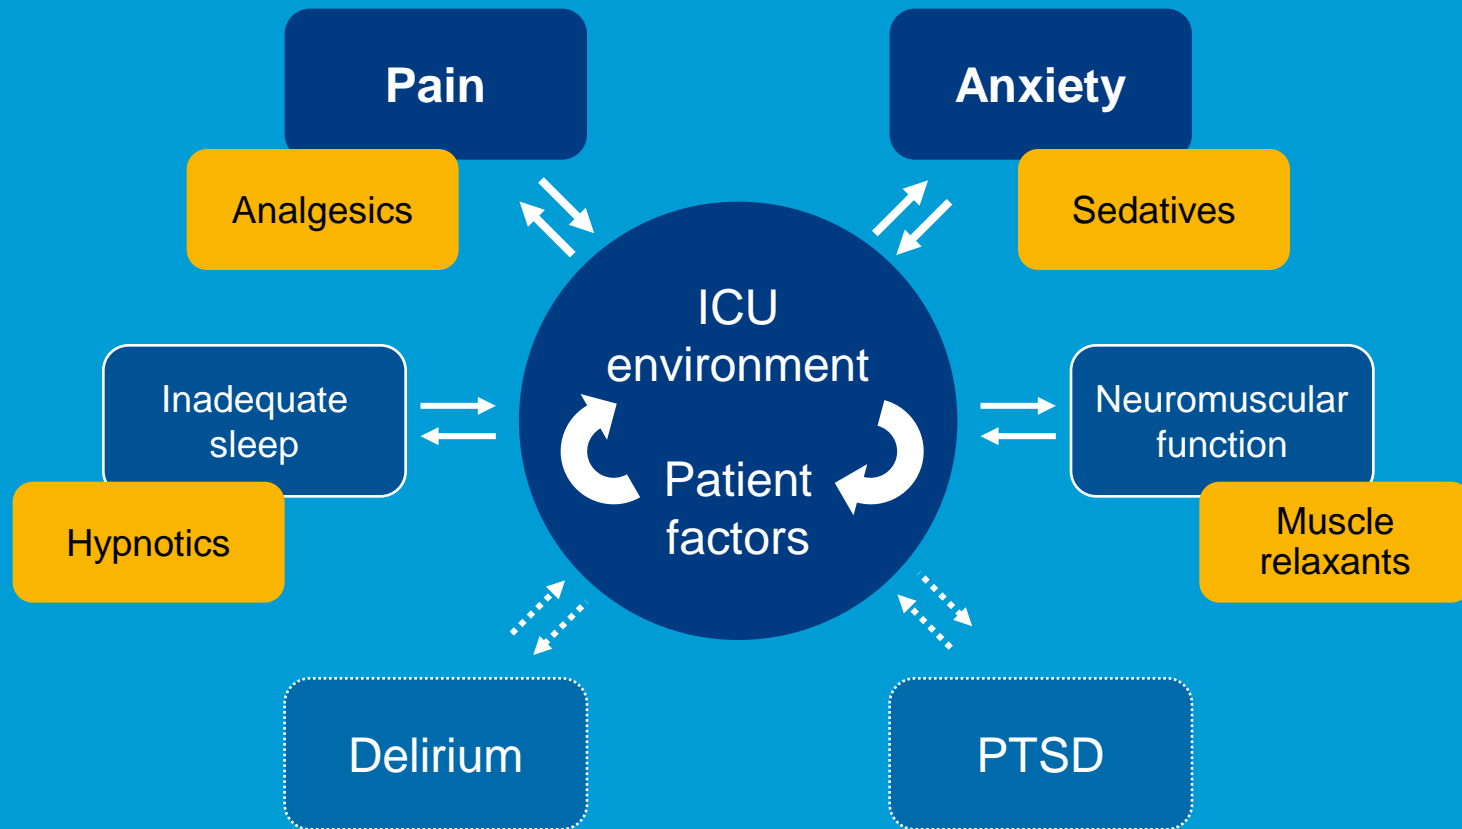 Pain
Anxiety
Analgesics
Sedatives
ICU
environment
Inadequate
sleep
Neuromuscular
function
Patient
factors
Hypnotics
Muscle
relaxants
Delirium
PTSD